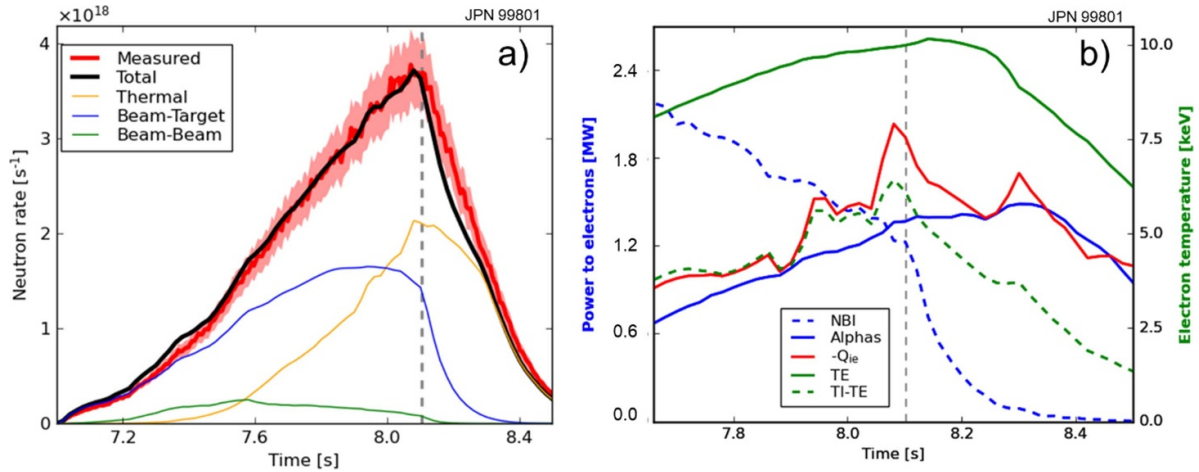 ×10¹⁸
JPN 99801
a)
4
3
2
1
0
Neutron rate [s⁻¹]
Measured
Total
Thermal
Beam-Target
Beam-Beam
7.2
7.6
8.0
8.4
Time [s]
JPN 99801
b)
2.4
1.8
1.2
0.6
0.0
Power to electrons [MW]
NBI
Alphas
-Qie
TE
TI-TE
10.0
7.5
5.0
2.5
0.0
Electron temperature [keV]
7.8
8.0
8.2
8.4
Time [s]